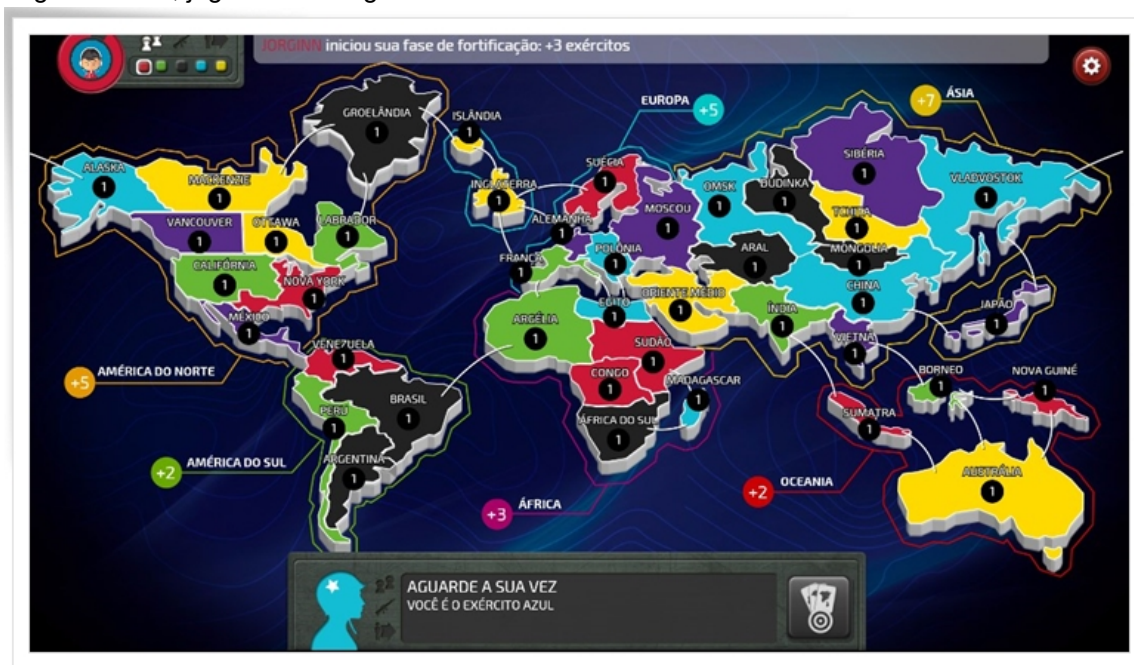 JORGINN iniciou sua fase de fortificação: +3 exércitos
EUROPA
+5
+7
ÁSIA
GROELÂNDIA
1
ISLÂNDIA
1
ALASKA
1
MACKENZIE
1
VANCOUVER
1
OTTAWA
1
LABRADOR
1
CALIFÓRNIA
1
NOVA YORK
1
MÉXICO
1
+5
AMÉRICA DO NORTE
INGLATERRA
1
SUÉCIA
1
ALEMANHA
1
MOSCOU
1
FRANÇA
1
POLÔNIA
1
OMSK
1
DUDINKA
1
SIBÉRIA
1
TCHITA
1
VLADVOSTOK
1
ARAL
1
MONGÓLIA
1
CHINA
1
ORIENTE MÉDIO
1
ÍNDIA
1
JAPÃO
1
VIETNÃ
1
VENEZUELA
1
PERÚ
1
BRASIL
1
ARGENTINA
1
+2
AMÉRICA DO SUL
ARGÉLIA
1
EGITO
1
SUDÃO
1
CONGO
1
MADAGASCAR
1
ÁFRICA DO SUL
1
+3
ÁFRICA
BORNEO
1
NOVA GUINÉ
1
SUMATRA
1
AUSTRÁLIA
1
+2
OCEANIA
AGUARDE A SUA VEZ
VOCÊ É O EXÉRCITO AZUL